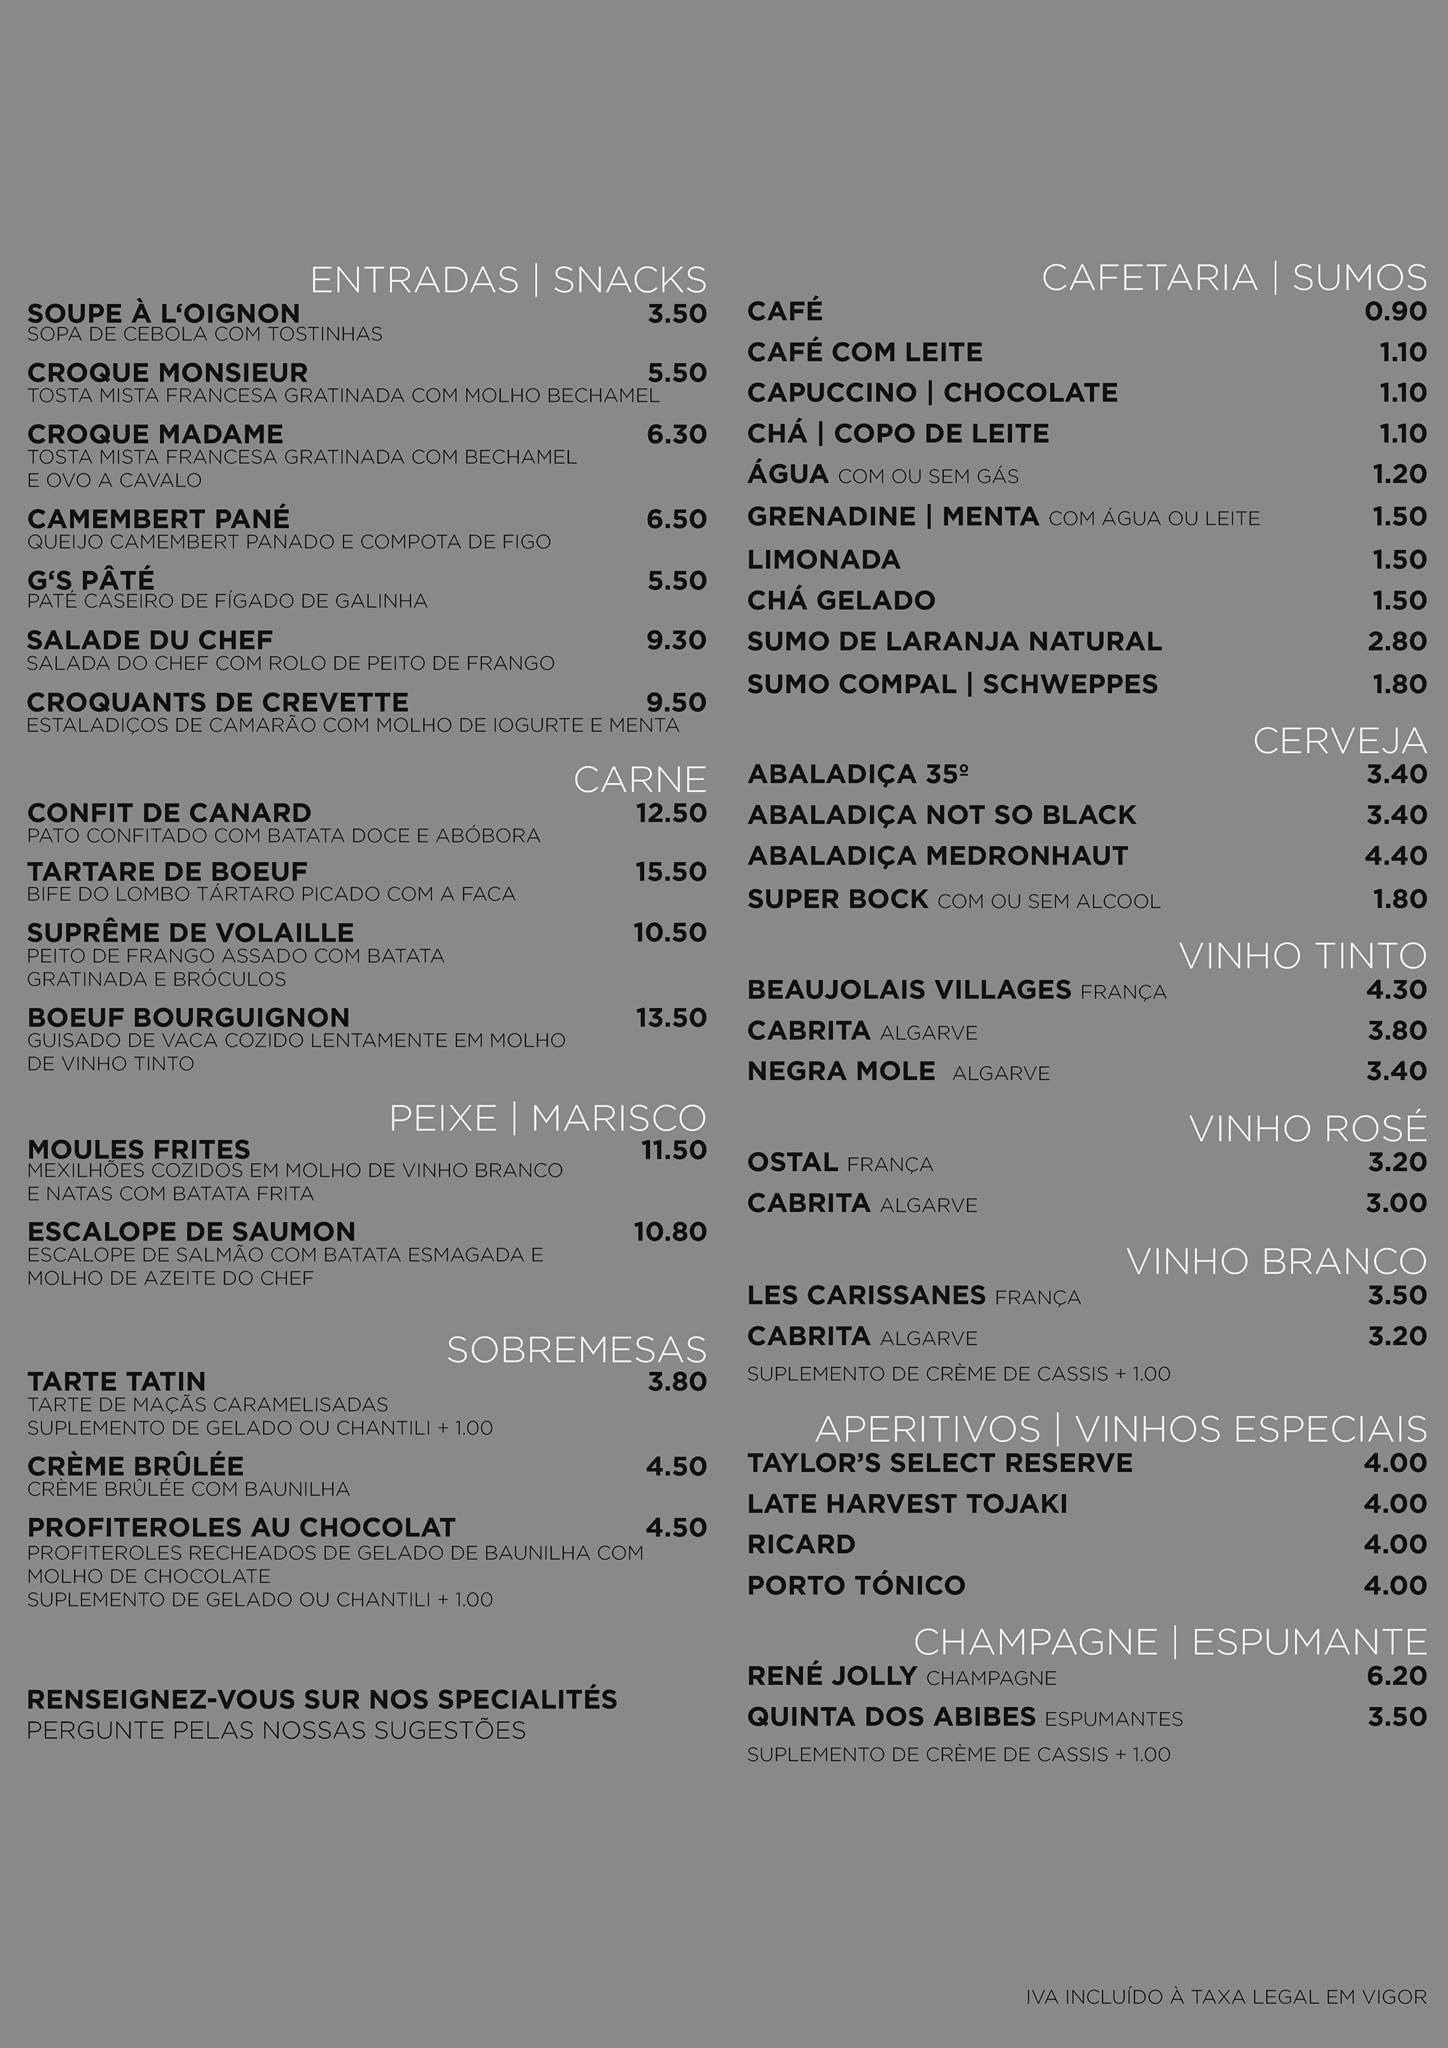 ENTRADAS | SNACKS
SOUPE À L‘OIGNON 3.50
SOPA DE CEBOLA COM TOSTINHAS
CROQUE MONSIEUR 5.50
TOSTA MISTA FRANCESA GRATINADA COM MOLHO BECHAMEL
CROQUE MADAME 6.30
TOSTA MISTA FRANCESA GRATINADA COM BECHAMEL
E OVO A CAVALO
CAMEMBERT PANÉ 6.50
QUEIJO CAMEMBERT PANADO E COMPOTA DE FIGO
G‘S PÂTÉ 5.50
PATÉ CASEIRO DE FÍGADO DE GALINHA
SALADE DU CHEF 9.30
SALADA DO CHEF COM ROLO DE PEITO DE FRANGO
CROQUANTS DE CREVETTE 9.50
ESTALADIÇOS DE CAMARÃO COM MOLHO DE IOGURTE E MENTA
CARNE
CONFIT DE CANARD 12.50
PATO CONFITADO COM BATATA DOCE E ABÓBORA
TARTARE DE BOEUF 15.50
BIFE DO LOMBO TÁRTARO PICADO COM A FACA
SUPRÊME DE VOLAILLE 10.50
PEITO DE FRANGO ASSADO COM BATATA
GRATINADA E BRÓCULOS
BOEUF BOURGUIGNON 13.50
GUISADO DE VACA COZIDO LENTAMENTE EM MOLHO
DE VINHO TINTO
PEIXE | MARISCO
MOULES FRITES 11.50
MEXILHÕES COZIDOS EM MOLHO DE VINHO BRANCO
E NATAS COM BATATA FRITA
ESCALOPE DE SAUMON 10.80
ESCALOPE DE SALMÃO COM BATATA ESMAGADA E
MOLHO DE AZEITE DO CHEF
SOBREMESAS
TARTE TATIN 3.80
TARTE DE MAÇÃS CARAMELISADAS
SUPLEMENTO DE GELADO OU CHANTILI + 1.00
CRÈME BRÛLÉE 4.50
CRÈME BRÛLÉE COM BAUNILHA
PROFITEROLES AU CHOCOLAT 4.50
PROFITEROLES RECHEADOS DE GELADO DE BAUNILHA COM
MOLHO DE CHOCOLATE
SUPLEMENTO DE GELADO OU CHANTILI + 1.00
RENSEIGNEZ-VOUS SUR NOS SPECIALITÉS
PERGUNTE PELAS NOSSAS SUGESTÕES
CAFETARIA | SUMOS
CAFÉ 0.90
CAFÉ COM LEITE 1.10
CAPUCCINO | CHOCOLATE 1.10
CHÁ | COPO DE LEITE 1.10
ÁGUA COM OU SEM GÁS 1.20
GRENADINE | MENTA COM ÁGUA OU LEITE 1.50
LIMONADA 1.50
CHÁ GELADO 1.50
SUMO DE LARANJA NATURAL 2.80
SUMO COMPAL | SCHWEPPES 1.80
CERVEJA
ABALADIÇA 35º 3.40
ABALADIÇA NOT SO BLACK 3.40
ABALADIÇA MEDRONHAUT 4.40
SUPER BOCK COM OU SEM ALCOOL 1.80
VINHO TINTO
BEAUJOLAIS VILLAGES FRANÇA 4.30
CABRITA ALGARVE 3.80
NEGRA MOLE ALGARVE 3.40
VINHO ROSÉ
OSTAL FRANÇA 3.20
CABRITA ALGARVE 3.00
VINHO BRANCO
LES CARISSANES FRANÇA 3.50
CABRITA ALGARVE 3.20
SUPLEMENTO DE CRÈME DE CASSIS + 1.00
APERITIVOS | VINHOS ESPECIAIS
TAYLOR’S SELECT RESERVE 4.00
LATE HARVEST TOJAKI 4.00
RICARD 4.00
PORTO TÓNICO 4.00
CHAMPAGNE | ESPUMANTE
RENÉ JOLLY CHAMPAGNE 6.20
QUINTA DOS ABIBES ESPUMANTES 3.50
SUPLEMENTO DE CRÈME DE CASSIS + 1.00
IVA INCLUÍDO À TAXA LEGAL EM VIGOR